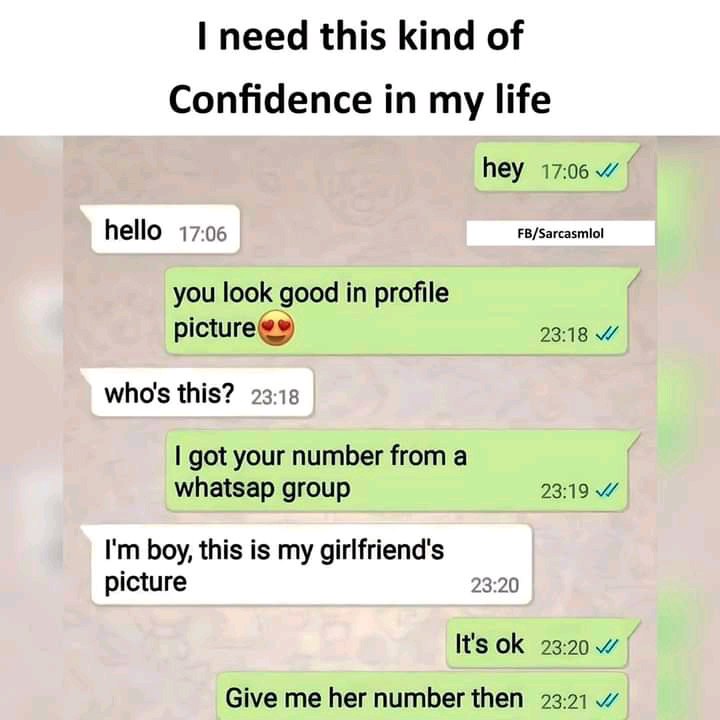 I need this kind of
Confidence in my life
hey 17:06
hello 17:06
FB/Sarcasmlol
you look good in profile
picture😍
23:18
who's this? 23:18
I got your number from a
whatsap group
23:19
I'm boy, this is my girlfriend's
picture
23:20
It's ok 23:20
Give me her number then 23:21